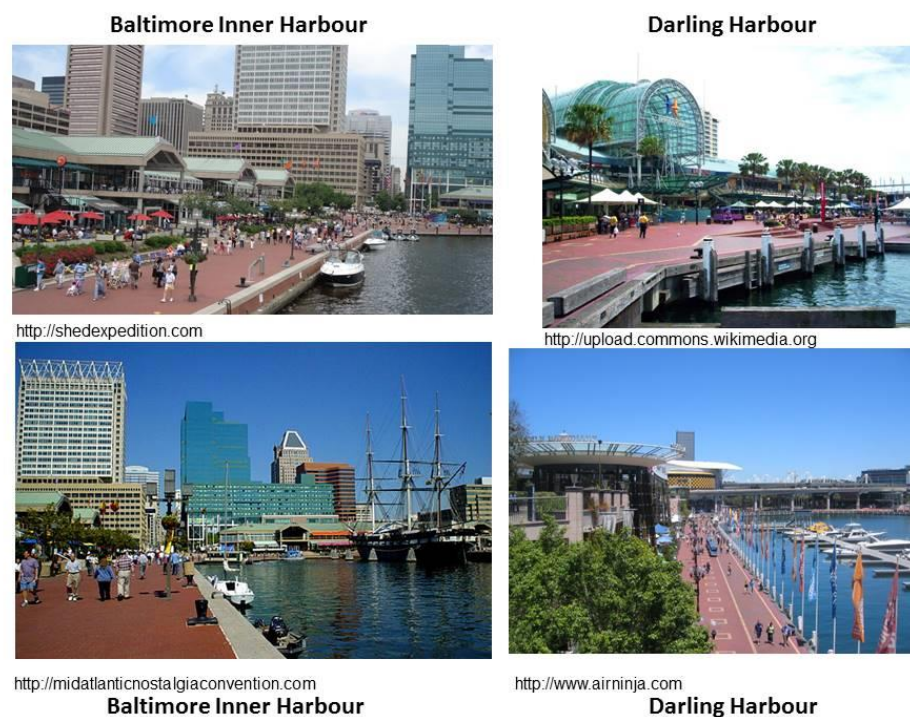 Baltimore Inner Harbour
Darling Harbour
http://shedexpedition.com
http://upload.commons.wikimedia.org
http://midatlanticnostalgiaconvention.com
http://www.airninja.com
Baltimore Inner Harbour
Darling Harbour